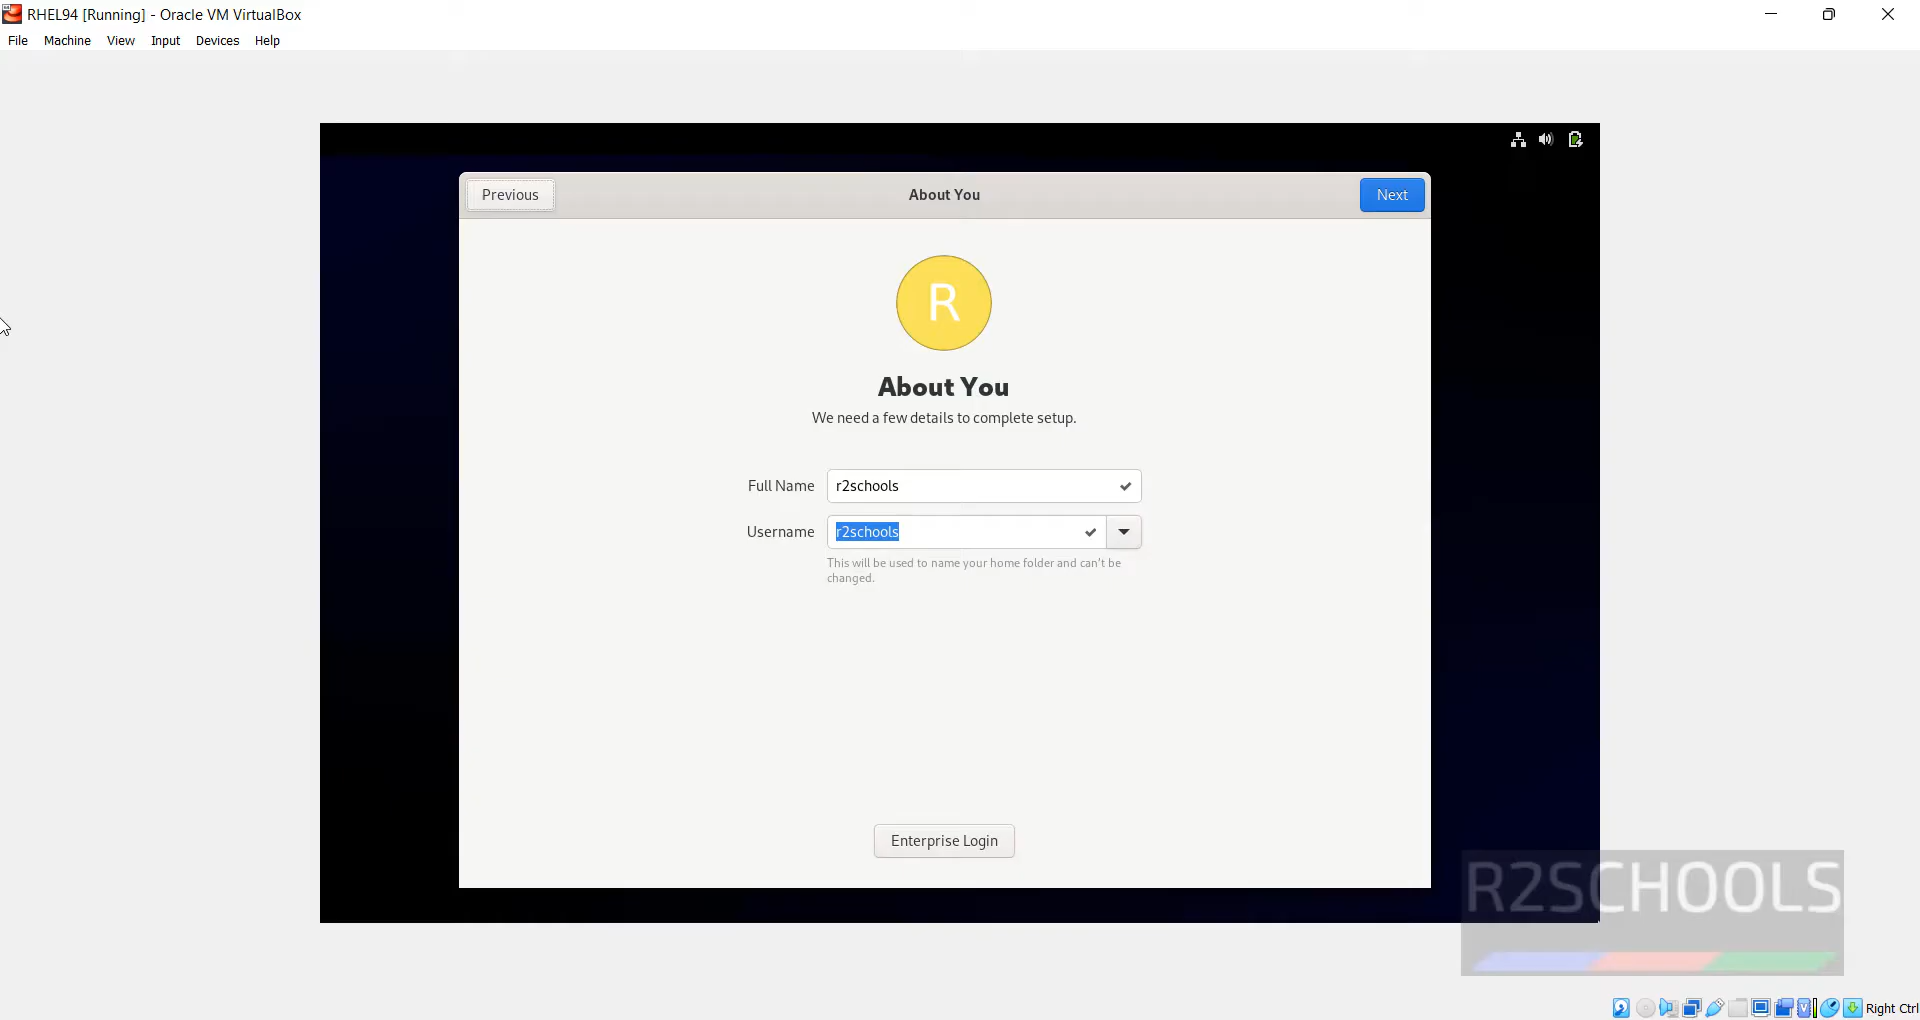 RHEL94 [Running] - Oracle VM VirtualBox
File Machine View Input Devices Help
Previous About You Next
R
About You
We need a few details to complete setup.
Full Name r2schools
Username r2schools
This will be used to name your home folder and can't be
changed.
Enterprise Login
R2SCHOOLS
Right Ctrl